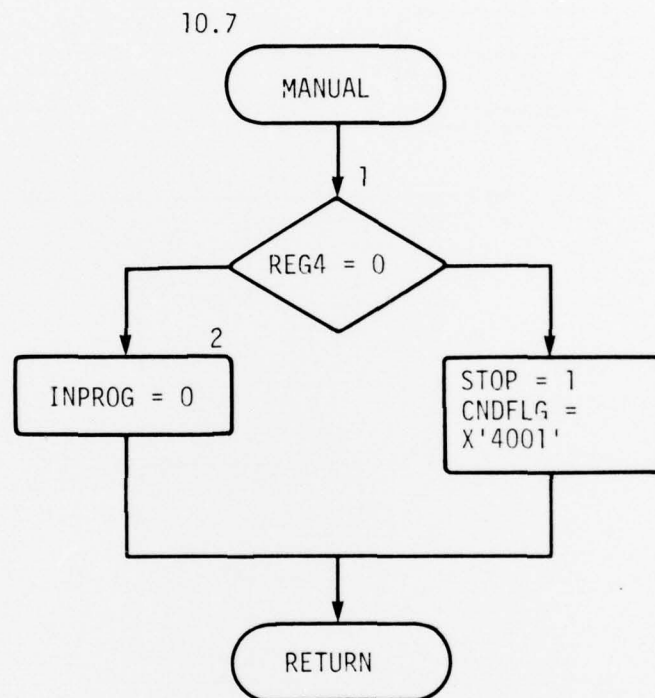 10.7
MANUAL
1
REG4 = 0
2
INPROG = 0
STOP = 1
CNDFLG =
X'4001'
RETURN